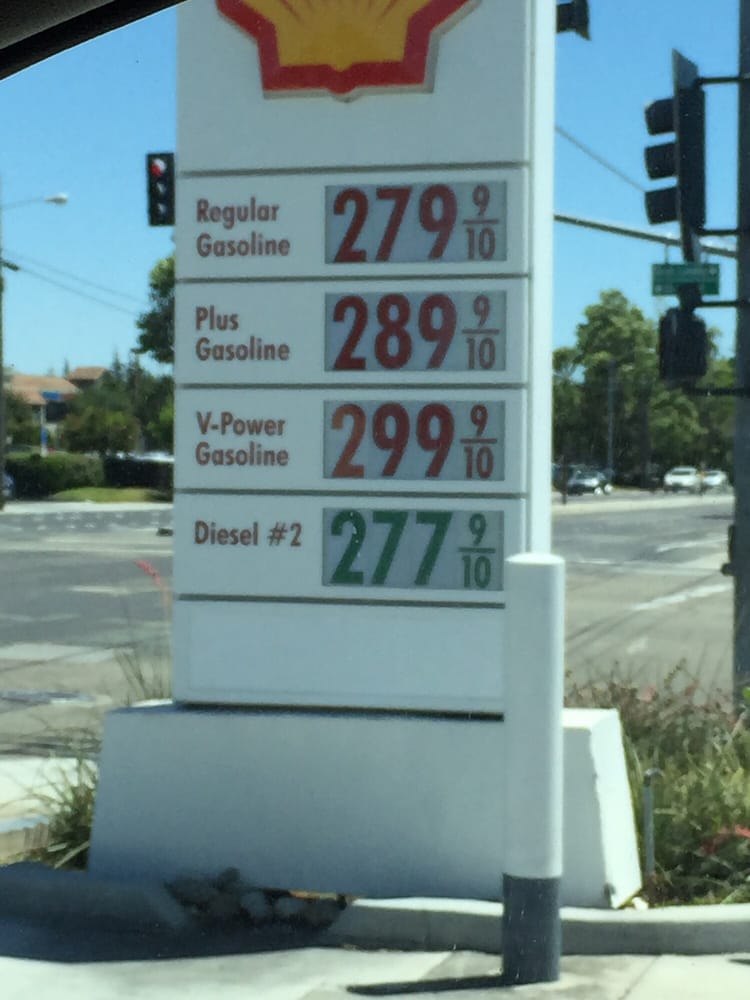 Regular
Gasoline
279 9/10
Plus
Gasoline
289 9/10
V-Power
Gasoline
299 9/10
Diesel #2
277 9/10